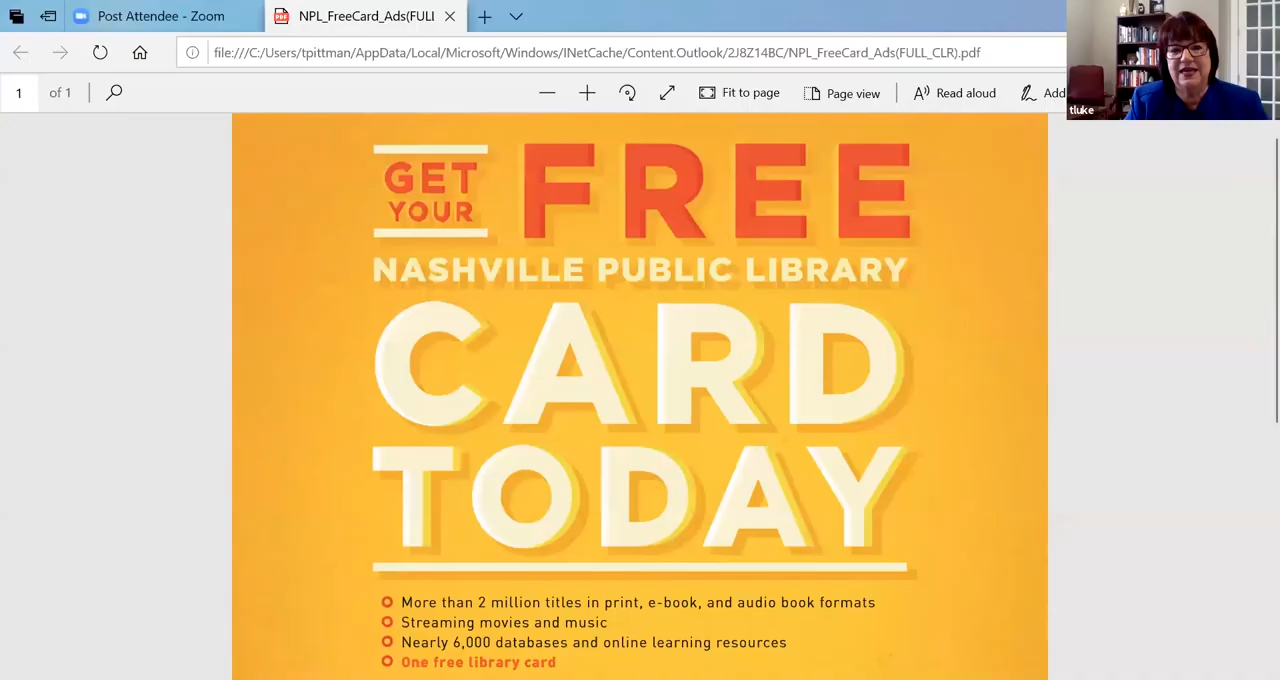 Post Attendee - Zoom
NPL_FreeCard_Ads(FULL
file:///C:/Users/tpittman/AppData/Local/Microsoft/Windows/INetCache/Content.Outlook/2J8Z14BC/NPL_FreeCard_Ads(FULL_CLR).pdf
1 of 1
Fit to page
Page view
Read aloud
Add
tluke
GET YOUR
FREE
NASHVILLE PUBLIC LIBRARY
CARD
TODAY
More than 2 million titles in print, e-book, and audio book formats
Streaming movies and music
Nearly 6,000 databases and online learning resources
One free library card